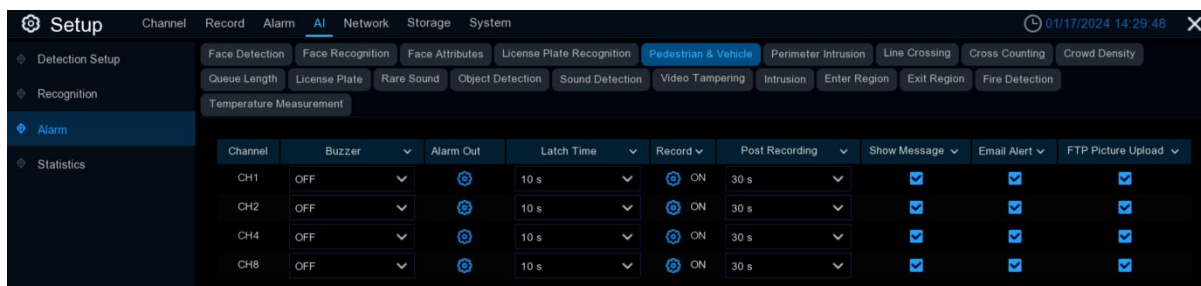 Setup Channel Record Alarm AI Network Storage System 01/17/2024 14:29:48
Detection Setup
Recognition
Alarm
Statistics
Face Detection Face Recognition Face Attributes License Plate Recognition Pedestrian & Vehicle Perimeter Intrusion Line Crossing Cross Counting Crowd Density
Queue Length License Plate Rare Sound Object Detection Sound Detection Video Tampering Intrusion Enter Region Exit Region Fire Detection
Temperature Measurement
Channel Buzzer Alarm Out Latch Time Record Post Recording Show Message Email Alert FTP Picture Upload
CH1 OFF 10 s ON 30 s
CH2 OFF 10 s ON 30 s
CH4 OFF 10 s ON 30 s
CH8 OFF 10 s ON 30 s